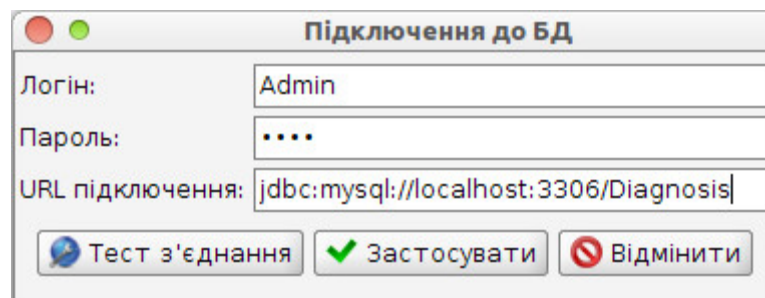 Підключення до БД
Логін: Admin
Пароль: ••••
URL підключення: jdbc:mysql://localhost:3306/Diagnosis
Тест з'єднання Застосувати Відмінити